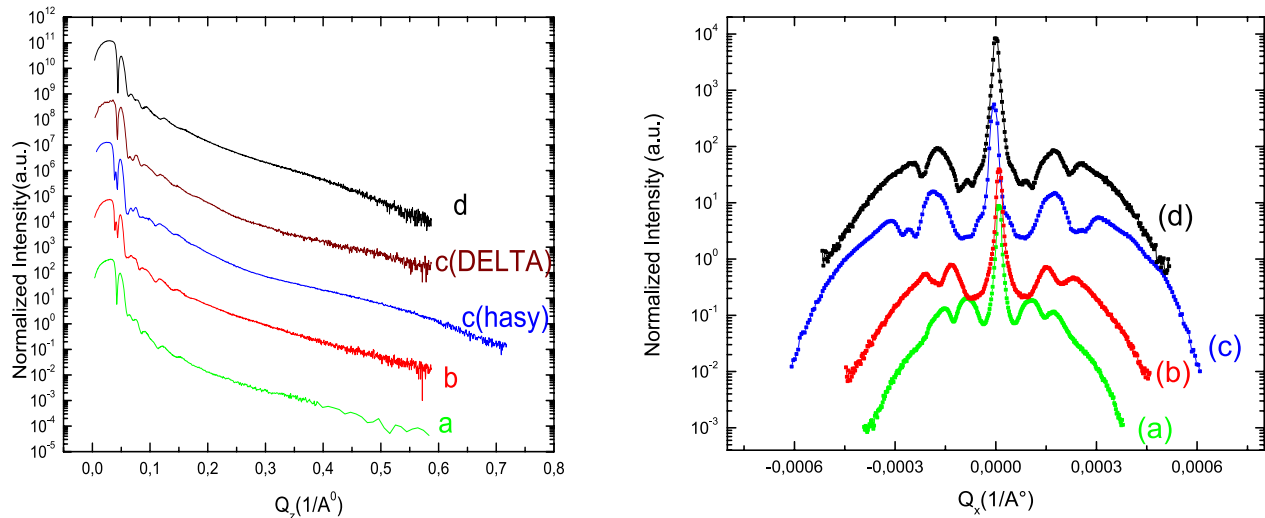 10^12
10^11
10^10
10^9
10^8
10^7
10^6
10^5
10^4
10^3
10^2
10^1
10^0
10^-1
10^-2
10^-3
10^-4
10^-5
Normalized Intensity(a.u.)
d
c(DELTA)
c(hasy)
b
a
0,0 0,1 0,2 0,3 0,4 0,5 0,6 0,7 0,8
Q_z(1/A^0)
10^4
10^3
10^2
10^1
10^0
10^-1
10^-2
10^-3
Normalized Intensity (a.u.)
(d)
(c)
(b)
(a)
-0,0006 -0,0003 0,0000 0,0003 0,0006
Q_x(1/A°)